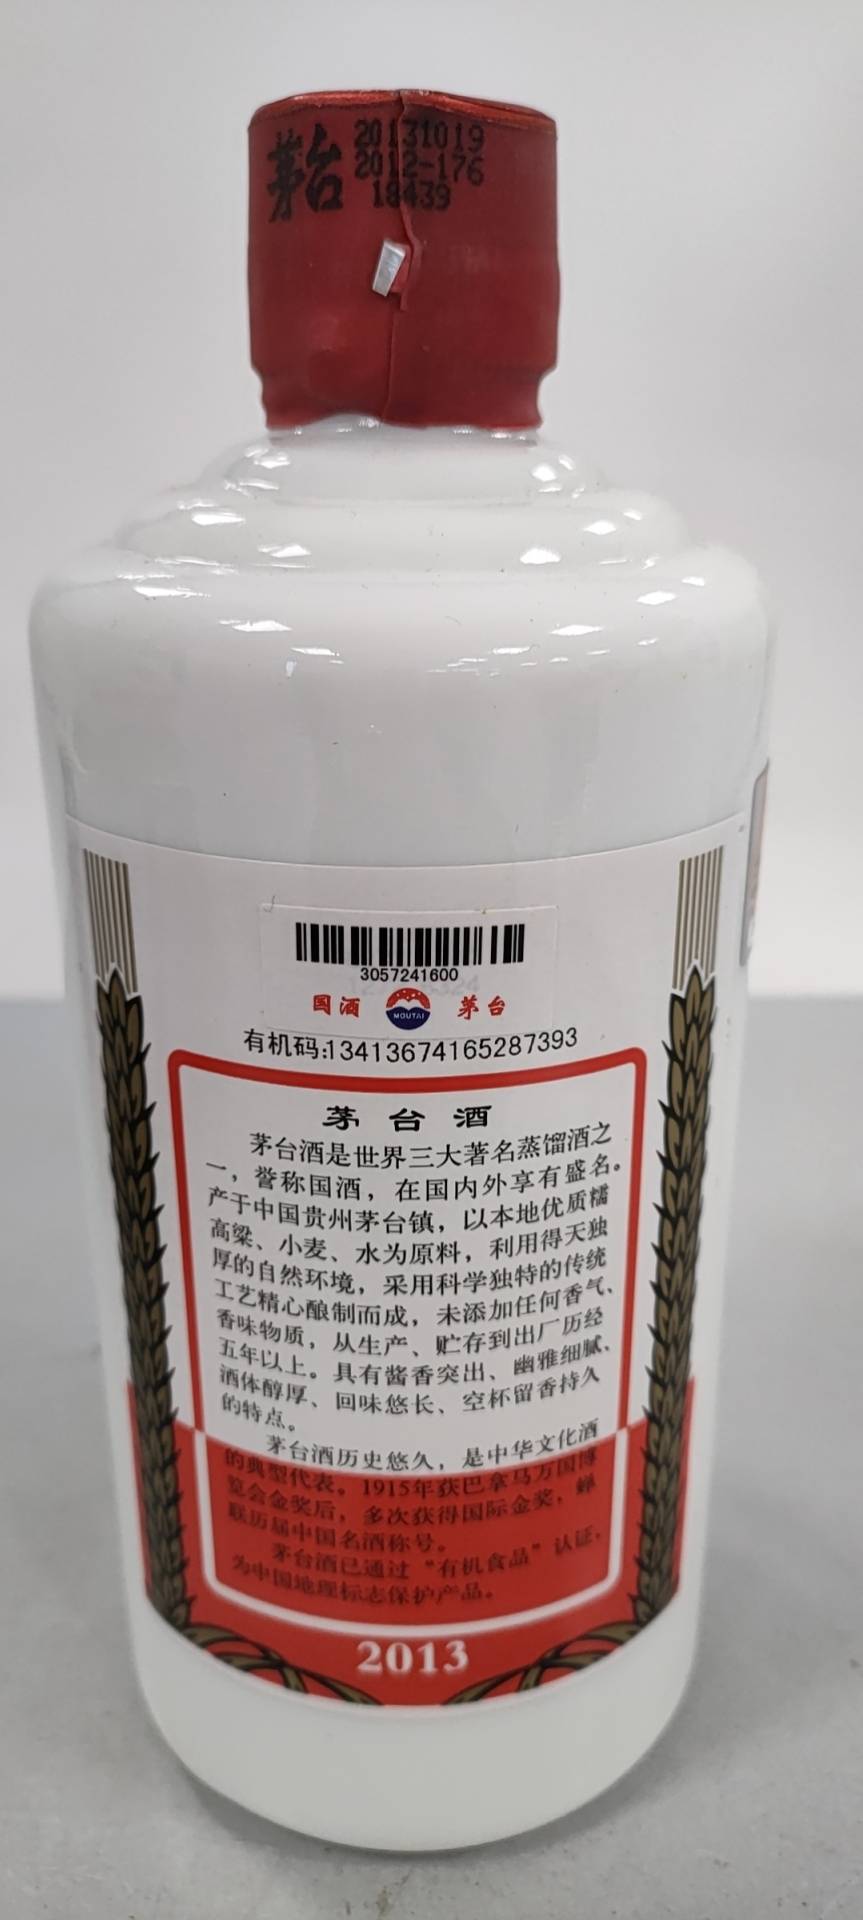 茅台
20131019
2012-176
18439
3057241600
国酒
MOUTAI
茅台
有机码:13413674165287393
茅台酒
茅台酒是世界三大著名蒸馏酒之
一，誉称国酒，在国内外享有盛名。
产于中国贵州茅台镇，以本地优质糯
高粱、小麦、水为原料，利用得天独
厚的自然环境，采用科学独特的传统
工艺精心酿制而成，未添加任何香气、
香味物质，从生产、贮存到出厂历经
五年以上。具有酱香突出、幽雅细腻、
酒体醇厚、回味悠长、空杯留香持久
的特点。
茅台酒历史悠久，是中华文化酒
的典型代表。1915年获巴拿马万国博
览会金奖后，多次获得国际金奖，蝉
联历届中国名酒称号。
茅台酒已通过“有机食品”认证，
为中国地理标志保护产品。
2013